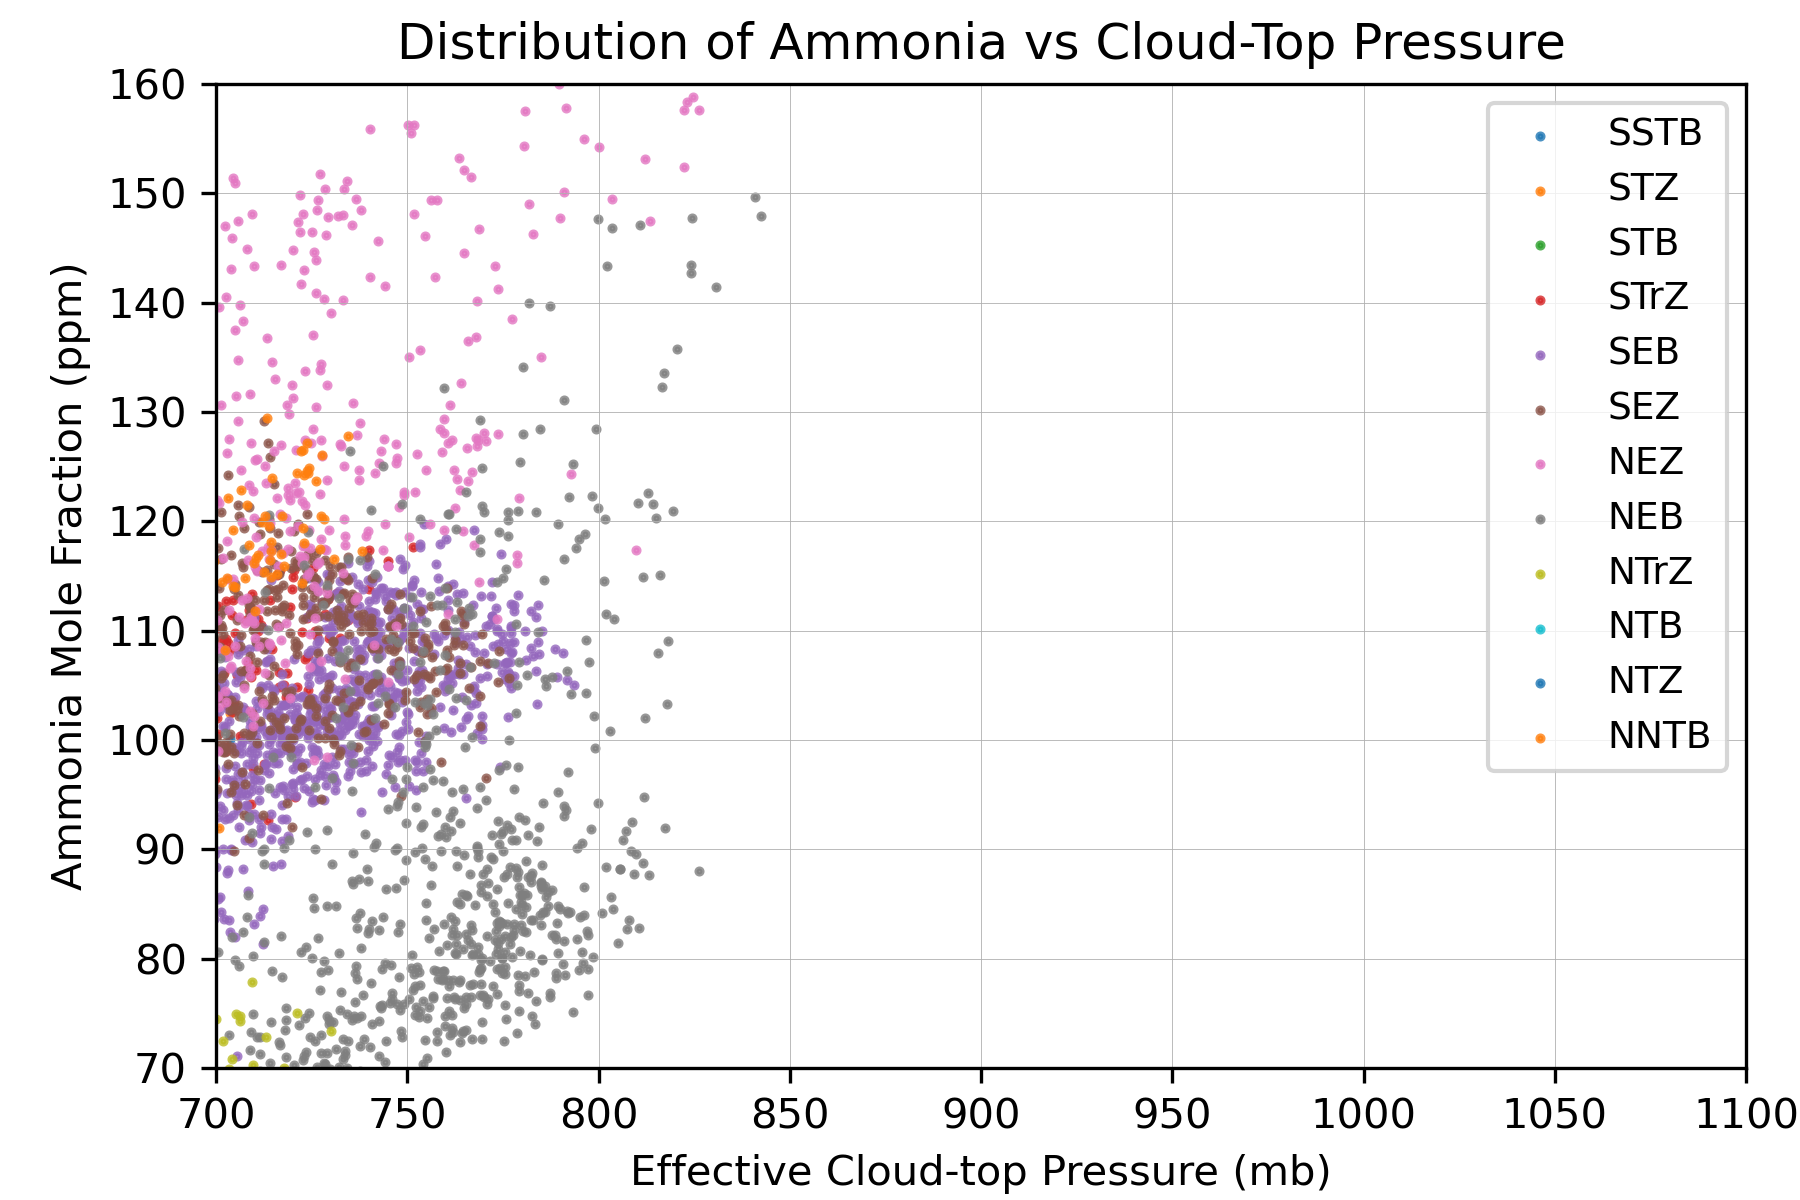 Distribution of Ammonia vs Cloud-Top Pressure
160
150
140
130
120
110
100
90
80
70
Ammonia Mole Fraction (ppm)
700 750 800 850 900 950 1000 1050 1100
Effective Cloud-top Pressure (mb)
SSTB
STZ
STB
STrZ
SEB
SEZ
NEZ
NEB
NTrZ
NTB
NTZ
NNTB